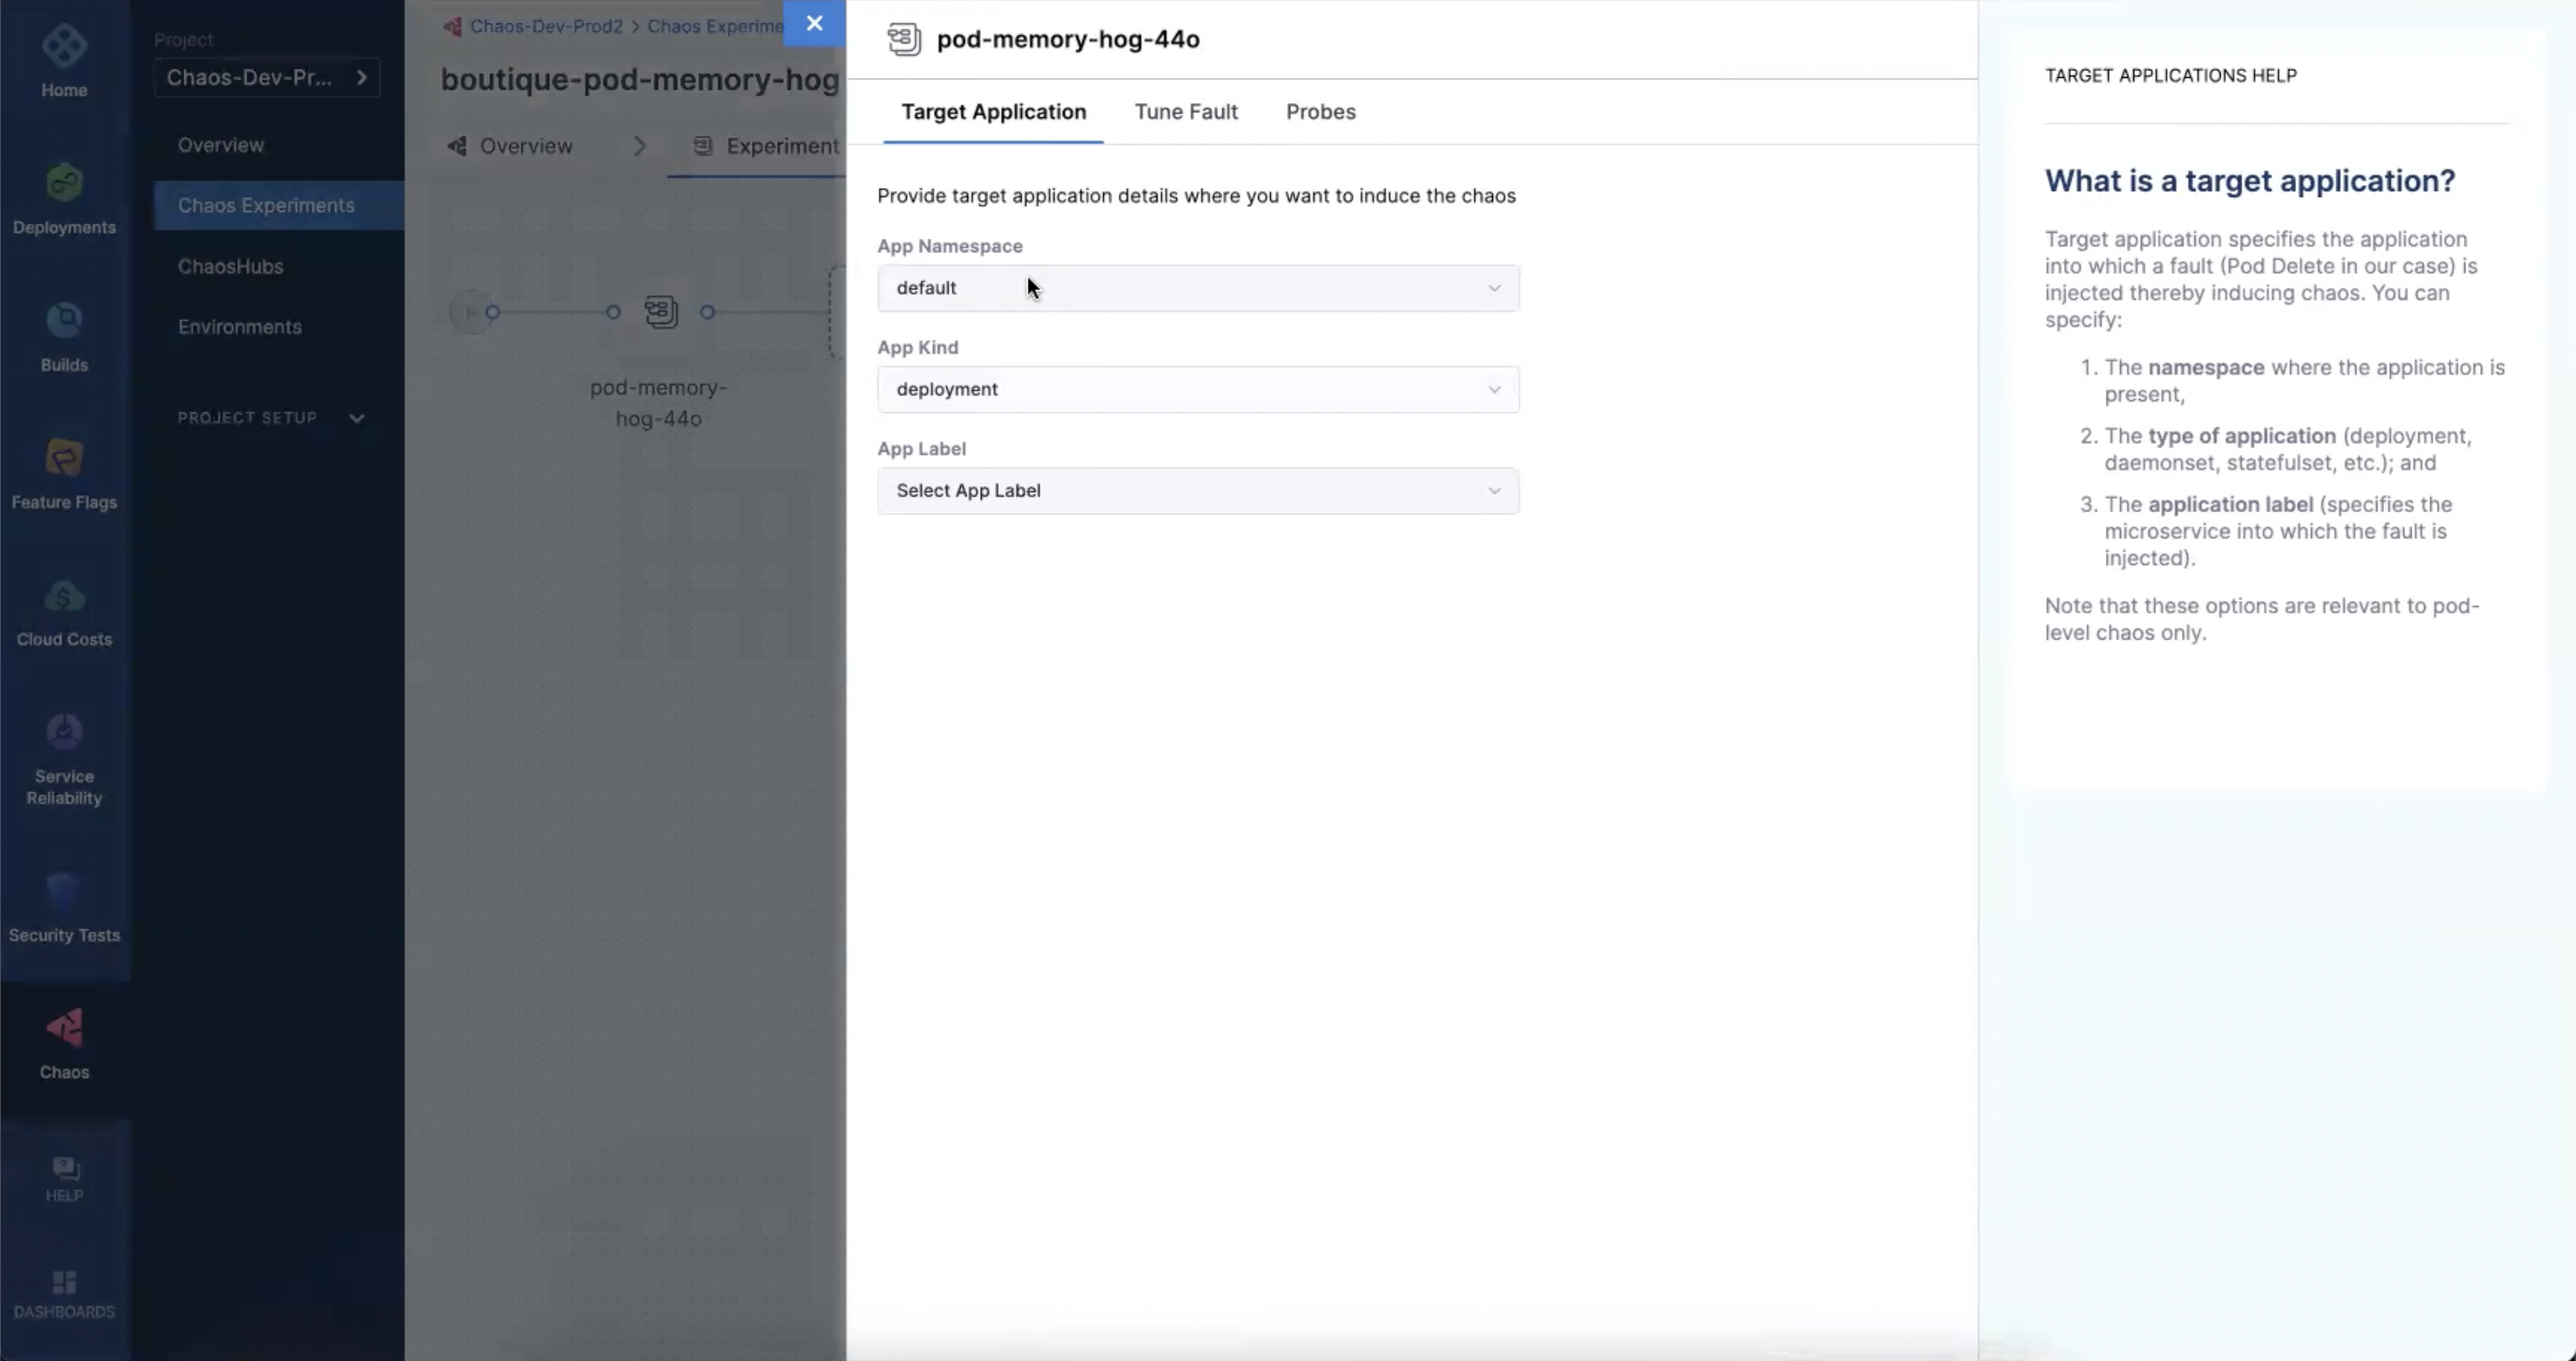 Home
Deployments
Builds
Feature Flags
Cloud Costs
Service
Reliability
Security Tests
Chaos
HELP
DASHBOARDS
Project
Chaos-Dev-Pr...
Overview
Chaos Experiments
ChaosHubs
Environments
PROJECT SETUP
Chaos-Dev-Prod2 > Chaos Experime
boutique-pod-memory-hog
Overview
Experiment
pod-memory-
hog-44o
pod-memory-hog-44o
Target Application
Tune Fault
Probes
Provide target application details where you want to induce the chaos
App Namespace
default
App Kind
deployment
App Label
Select App Label
TARGET APPLICATIONS HELP
What is a target application?
Target application specifies the application
into which a fault (Pod Delete in our case) is
injected thereby inducing chaos. You can
specify:
1. The namespace where the application is
present,
2. The type of application (deployment,
daemonset, statefulset, etc.); and
3. The application label (specifies the
microservice into which the fault is
injected).
Note that these options are relevant to pod-
level chaos only.